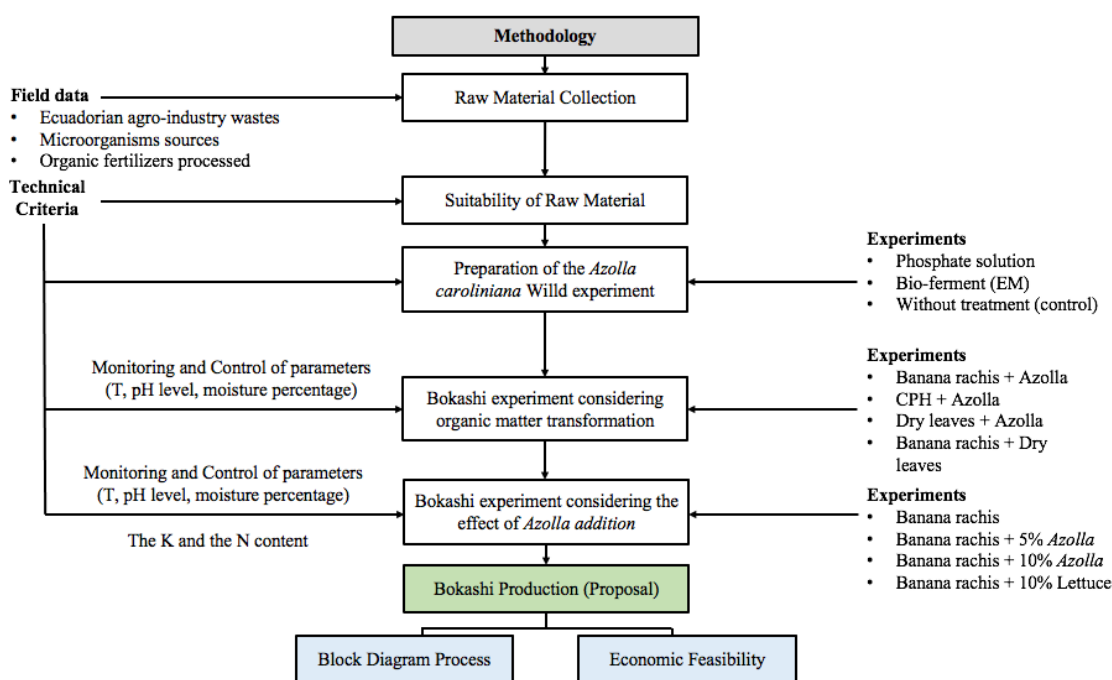 Methodology
Field data
• Ecuadorian agro-industry wastes
• Microorganisms sources
• Organic fertilizers processed
Raw Material Collection
Technical
Criteria
Suitability of Raw Material
Preparation of the Azolla
caroliniana Willd experiment
Experiments
• Phosphate solution
• Bio-ferment (EM)
• Without treatment (control)
Monitoring and Control of parameters
(T, pH level, moisture percentage)
Bokashi experiment considering
organic matter transformation
Experiments
• Banana rachis + Azolla
• CPH + Azolla
• Dry leaves + Azolla
• Banana rachis + Dry
leaves
Monitoring and Control of parameters
(T, pH level, moisture percentage)
The K and the N content
Bokashi experiment considering the
effect of Azolla addition
Experiments
• Banana rachis
• Banana rachis + 5% Azolla
• Banana rachis + 10% Azolla
• Banana rachis + 10% Lettuce
Bokashi Production (Proposal)
Block Diagram Process
Economic Feasibility